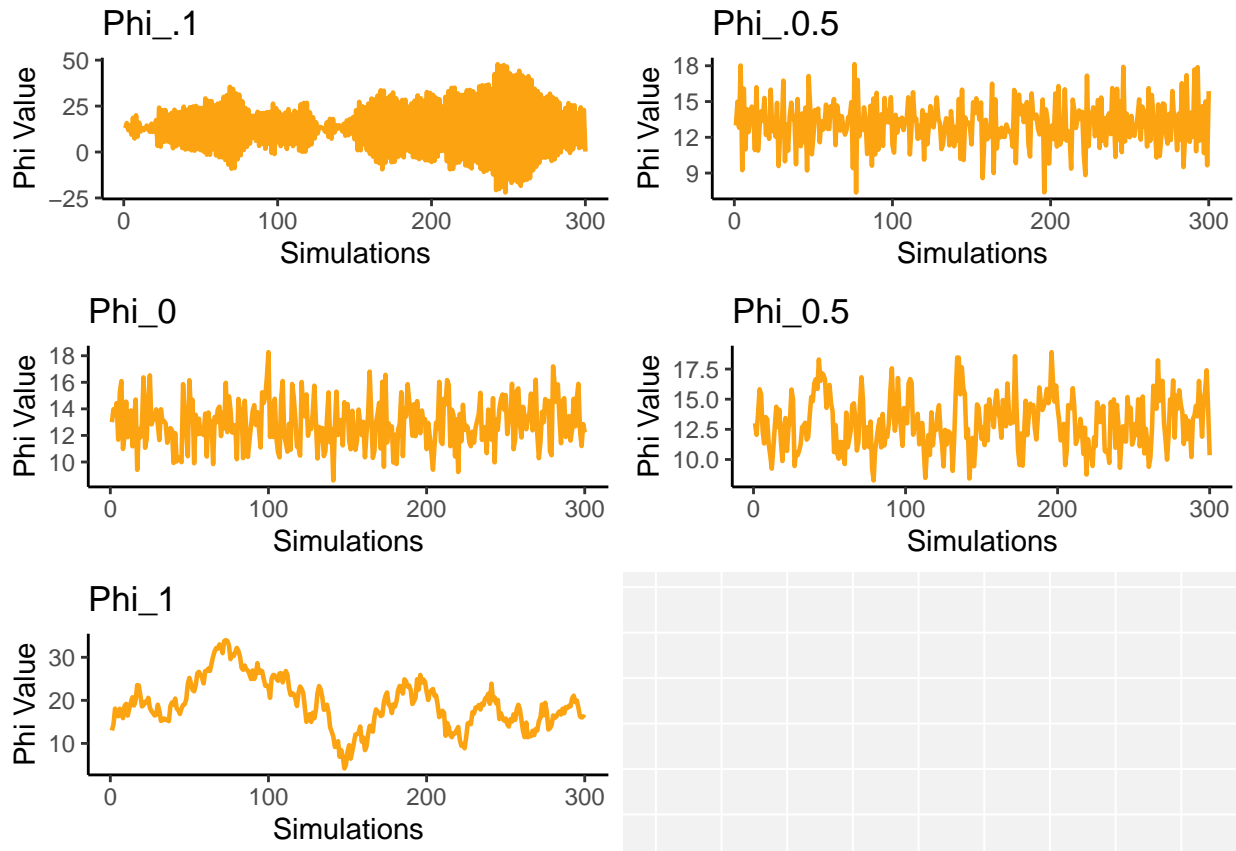 Phi_.1
Phi Value
50
25
0
−25
0 100 200 300
Simulations
Phi_.0.5
Phi Value
18
15
12
9
0 100 200 300
Simulations
Phi_0
Phi Value
18
16
14
12
10
0 100 200 300
Simulations
Phi_0.5
Phi Value
17.5
15.0
12.5
10.0
0 100 200 300
Simulations
Phi_1
Phi Value
30
20
10
0 100 200 300
Simulations